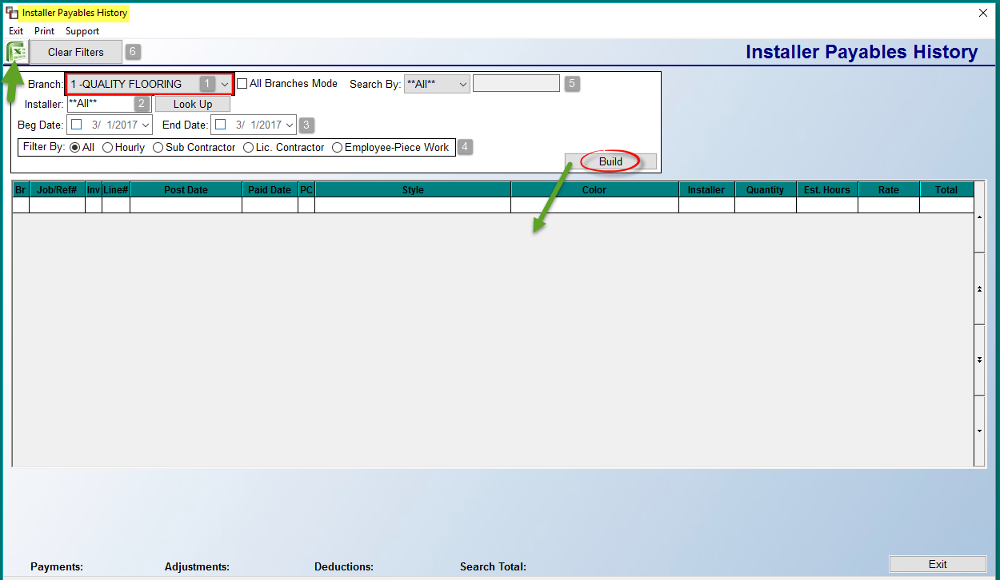 Installer Payables History
Exit Print Support
Clear Filters 6 Installer Payables History
Branch: 1 -QUALITY FLOORING 1 All Branches Mode Search By: **All** 5
Installer: **All** 2 Look Up
Beg Date: 3/ 1/2017 End Date: 3/ 1/2017 3
Filter By: All Hourly Sub Contractor Lic. Contractor Employee-Piece Work 4
Build
Br Job/Ref# Inv Line# Post Date Paid Date PC Style Color Installer Quantity Est. Hours Rate Total
Payments: Adjustments: Deductions: Search Total: Exit